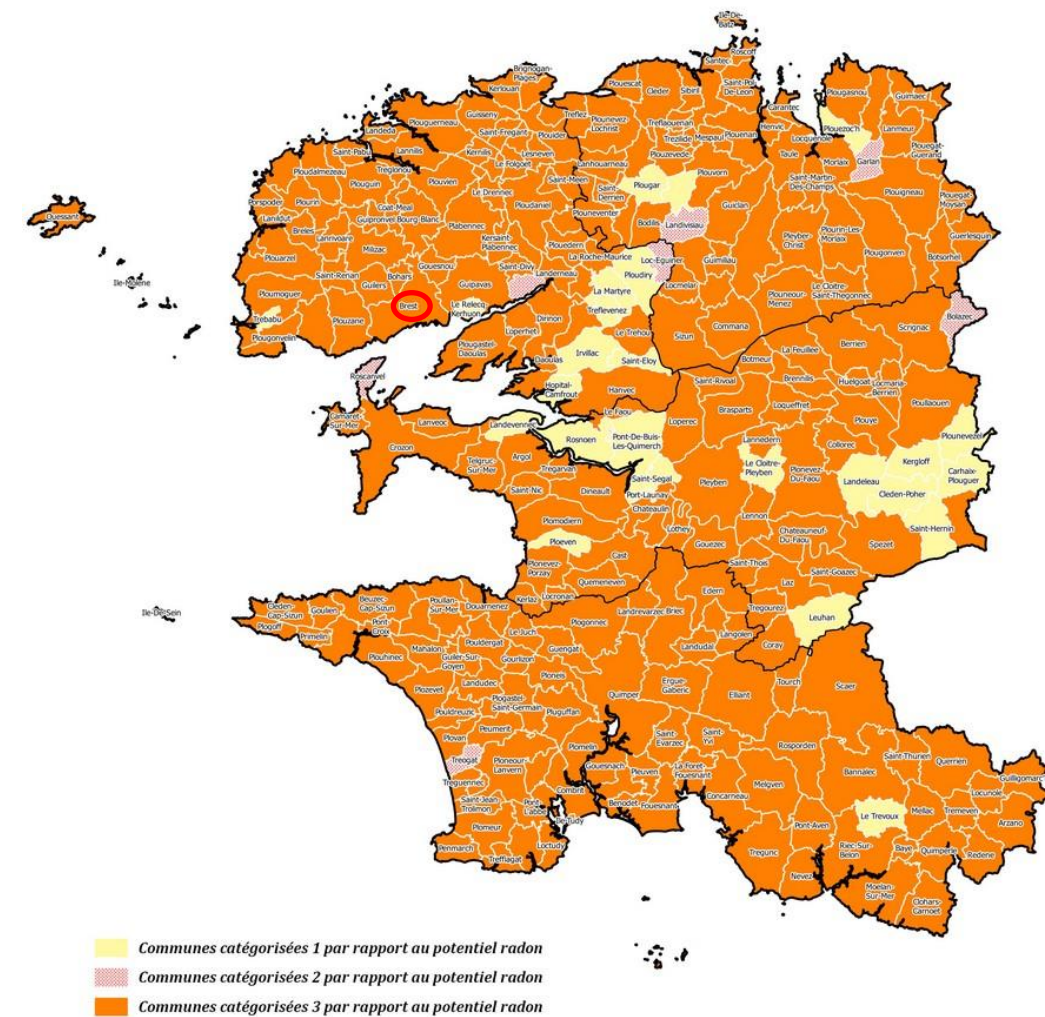 Ile-De-
Batz
Roscoff
Santec
Saint-Pol
De-Leon
Sibiril
Cleder
Plouescat
Brignogan-
Plages
Kerlouan
Plougasnou
Guimaec
Carantec
Henvic
Locquenole
Plouezoc'h
Lanmeur
Taule
Garlan
Plouegat-
Guerand
Morlaix
Treflez
Plounevez-
Lochrist
Treflaouenan
Trezilide
Mespaul
Plouenan
Plouzevede
Guisseny
Plouguerneau
Saint-Fregant
Plouider
Landeda
Lannilis
Kernilis
Lesneven
Le Folgoet
Saint-Pabu
Treglonou
Lanhouarneau
Saint-Meen
Saint-
Derrien
Plougar
Plouvorn
Saint-Martin-
Des-Champs
Plouigneau
Plouegat-
Moysan
Ploudalmezeau
Plouguin
Plouvien
Le Drennec
Ploudaniel
Plouneventer
Bodilis
Landivisiau
Guiclan
Pleyber-
Christ
Plourin-Les-
Morlaix
Guerlesquin
Plougonven
Botsorhel
Porspoder
Plourin
Coat-Meal
Lanildut
Guipronvel
Bourg-Blanc
Plabennec
Breles
Lanrivoare
Milizac
Kersaint-
Plabennec
Plouedern
La Roche-Maurice
Loc-Eguiner
Guimiliau
Ouessant
Plouarzel
Saint-Renan
Bohars
Gouesnou
Guilers
Guipavas
Saint-Divy
Landerneau
Ploudiry
La Martyre
Locmelar
Le Cloitre-
Saint-Thegonnec
Plouneour-
Menez
Ile-Molene
Ploumoguer
Brest
Le Relecq-
Kerhuon
Treflevenez
Trebabu
Plougonvelin
Plouzane
Dirinon
Loperhet
Plougastel-
Daoulas
Le Trehou
Sizun
Commana
Scrignac
Bolazec
Daoulas
Irvillac
Saint-Eloy
Botmeur
La Feuillee
Berrien
Roscanvel
Hopital-
Camfrout
Hanvec
Saint-Rivoal
Brennilis
Huelgoat
Locmaria-
Berrien
Poullaouen
Camaret-
Sur-Mer
Lanveoc
Landevennec
Le-Faou
Brasparts
Loqueffret
Plouye
Crozon
Rosnoen
Pont-De-Buis-
Les-Quimerch
Loperec
Lannedern
Collorec
Plounevezel
Telgruc-
Sur-Mer
Argol
Tregarvan
Le Cloitre-
Pleyben
Plonevez-
Du-Faou
Kergloff
Carhaix-
Plouguer
Landeleau
Cleden-Poher
Saint-Nic
Dineault
Saint-Segal
Port-Launay
Chateaulin
Pleyben
Lennon
Chateauneuf-
Du-Faou
Saint-Hernin
Spezet
Plomodiern
Lothey
Gouezec
Ploeven
Cast
Plonevez-
Porzay
Quemeneven
Saint-Thois
Laz
Saint-Goazec
Kerlaz
Locronan
Edern
Tregourez
Leuhan
Ile-De-Sein
Cleden-
Cap-Sizun
Goulien
Beuzec-
Cap-Sizun
Poullan-
Sur-Mer
Douarnenez
Plogonnec
Landrevarzec
Briec
Langolen
Coray
Plogoff
Primelin
Pont-
Croix
Le-Juch
Pouldergat
Guengat
Landudal
Plouhinec
Mahalon
Guiler-Sur-
Goyen
Gourlizon
Plozevet
Landudec
Ploneis
Ergue-
Gaberic
Quimper
Elliant
Tourch
Scaer
Pouldreuzic
Plogastel-
Saint-Germain
Peumerit
Pluguffan
Plovan
Treogat
Plomelin
Saint-
Evarzec
Saint-
Yvi
Rosporden
Treguennec
Ploneour-
Lanvern
Gouesnach
Pleuven
La-Foret-
Fouesnant
Bannalec
Saint-Thurien
Querrien
Guilligomarc'h
Saint-Jean
Trolimon
Pont-
L'abbe
Combrit
Benodet
Fouesnant
Concarneau
Melgven
Locunole
Ile-Tudy
Le Trevoux
Mellac
Tremeven
Arzano
Plomeur
Loctudy
Pont-Aven
Penmarch
Treffiagat
Tregunc
Riec-Sur-
Belon
Baye
Quimperle
Redene
Nevez
Moelan-
Sur-Mer
Clohars-
Carnoet
Communes catégorisées 1 par rapport au potentiel radon
Communes catégorisées 2 par rapport au potentiel radon
Communes catégorisées 3 par rapport au potentiel radon